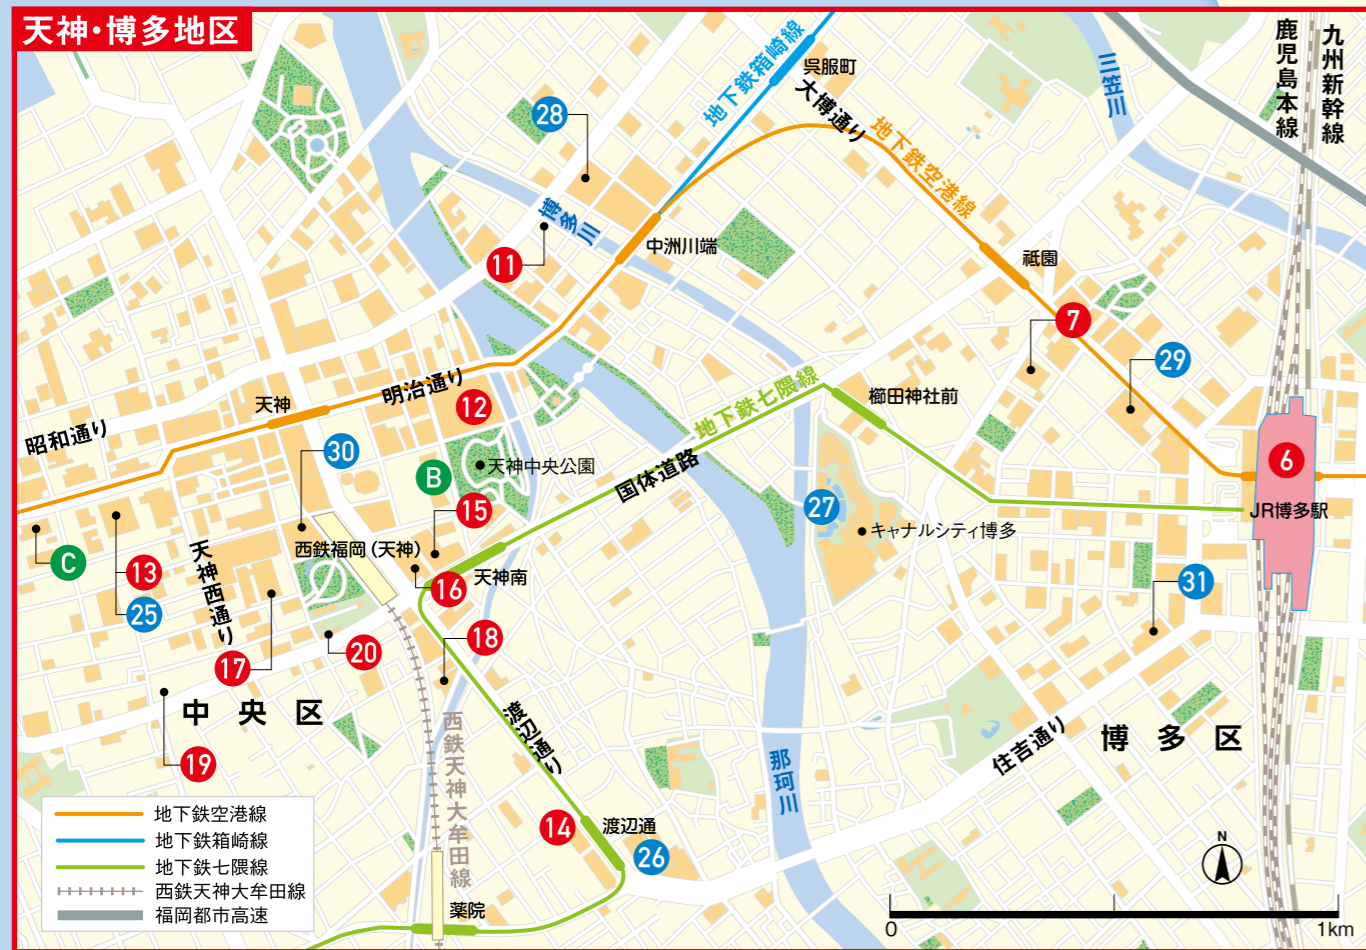 天神・博多地区
鹿児島本線
九州新幹線
地下鉄箱崎線
呉服町
大博通り
三笠川
28
地下鉄空港線
博多川
中洲川端
祇園
11
7
29
明治通り
天神
12
昭和通り
地下鉄七隈線
櫛田神社前
30
天神中央公園
B
国体道路
6
15
27
JR博多駅
キャナルシティ博多
西鉄福岡(天神)
天神南
C
13
天神西通り
16
31
25
18
20
17
中央区
渡辺通り
西鉄天神大牟田線
住吉通り
博多区
19
那珂川
14
渡辺通
26
薬院
地下鉄空港線
地下鉄箱崎線
地下鉄七隈線
西鉄天神大牟田線
福岡都市高速
N
0
1km